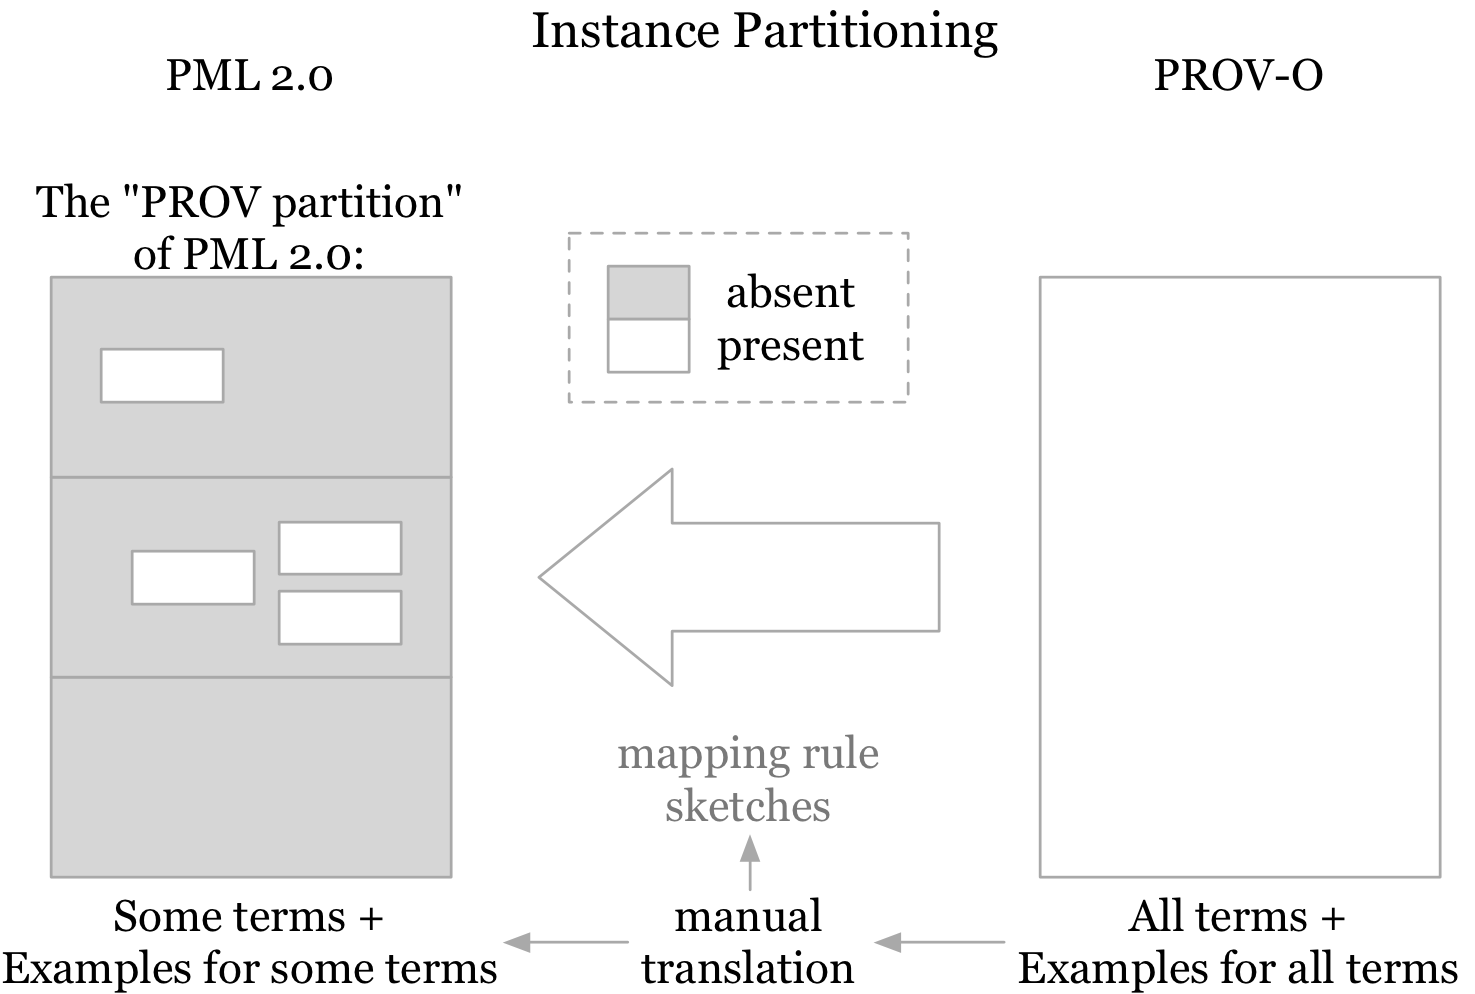 Instance Partitioning
PML 2.0
PROV-O
The "PROV partition"
of PML 2.0:
absent
present
mapping rule
sketches
Some terms +
Examples for some terms
manual
translation
All terms +
Examples for all terms